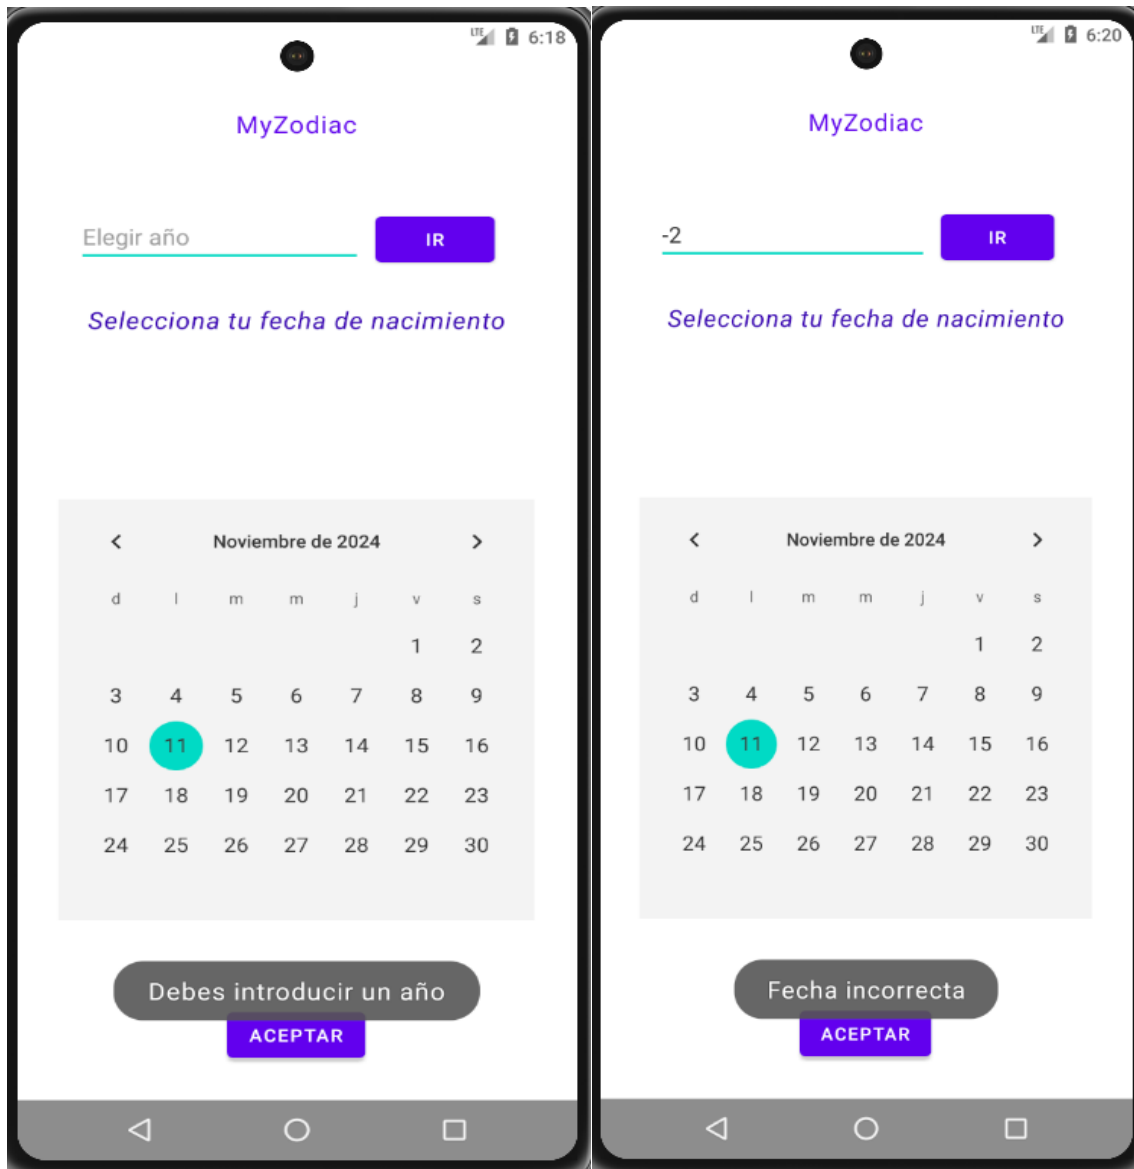 LTE 6:18
MyZodiac
Elegir año IR
Selecciona tu fecha de nacimiento
Noviembre de 2024
d l m m j v s
1 2
3 4 5 6 7 8 9
10 11 12 13 14 15 16
17 18 19 20 21 22 23
24 25 26 27 28 29 30
Debes introducir un año
ACEPTAR
LTE 6:20
MyZodiac
-2 IR
Selecciona tu fecha de nacimiento
Noviembre de 2024
d l m m j v s
1 2
3 4 5 6 7 8 9
10 11 12 13 14 15 16
17 18 19 20 21 22 23
24 25 26 27 28 29 30
Fecha incorrecta
ACEPTAR